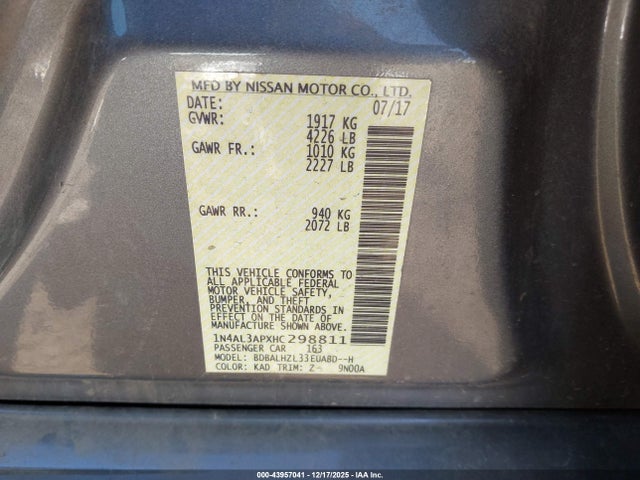 MFD BY NISSAN MOTOR CO., LTD.
DATE: 07/17
GVWR: 1917 KG
4226 LB
GAWR FR.: 1010 KG
2227 LB
GAWR RR.: 940 KG
2072 LB
THIS VEHICLE CONFORMS TO
ALL APPLICABLE FEDERAL
MOTOR VEHICLE SAFETY,
BUMPER, AND THEFT
PREVENTION STANDARDS IN
EFFECT ON THE DATE OF
MANUFACTURE SHOWN ABOVE.
1N4AL3APXHC298811
PASSENGER CAR 163
MODEL: BDBALHZL33EUABD--H
COLOR: KAD TRIM: Z- 9N00A
000-43957041 - 12/17/2025 - IAA, Inc.